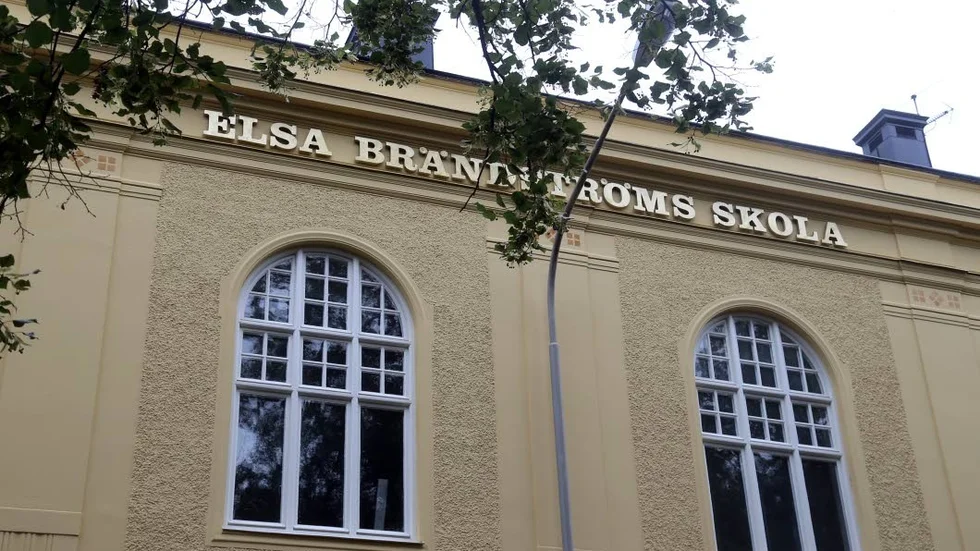 ELSA BRÄNDSTRÖMS SKOLA